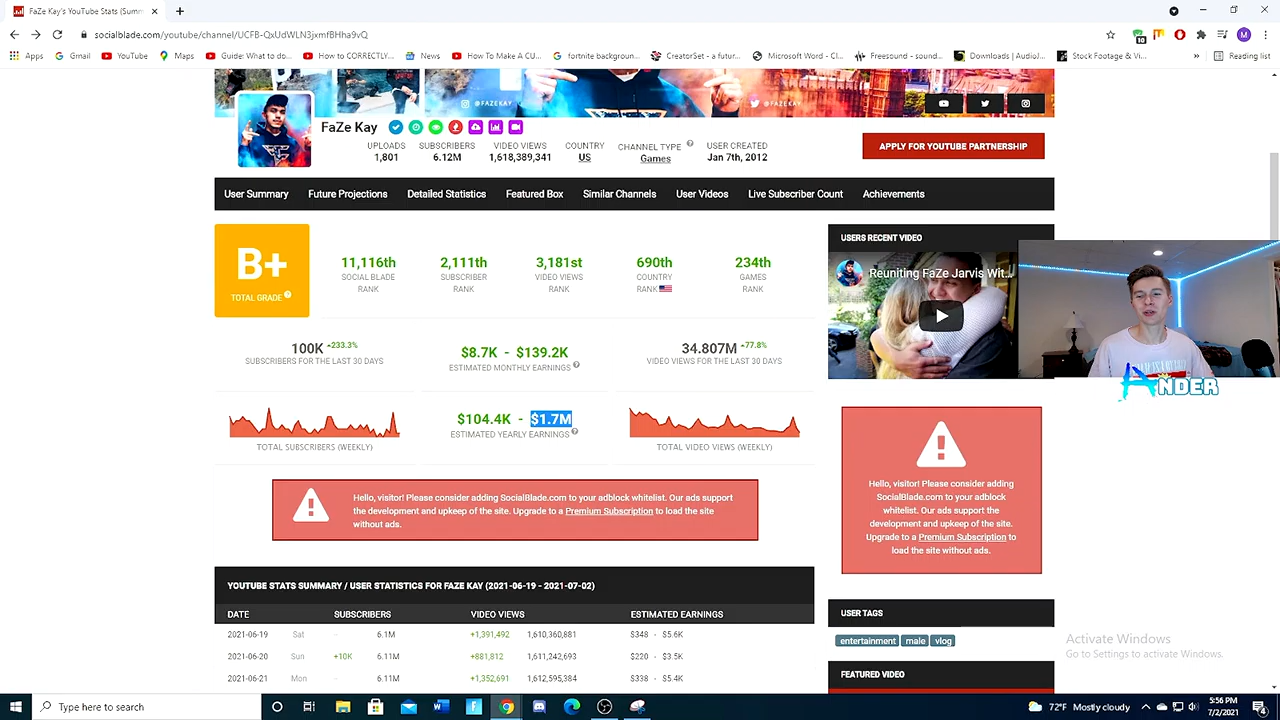 FaZe Kay's YouTube Stats (Summ
socialblade.com/youtube/channel/UCFB-QxUdWLN3jxmfBHha9vQ
10
M
Apps
Gmail
YouTube
Maps
Guide: What to do...
How to CORRECTLY...
News
How To Make A CU...
fortnite backgroun...
CreatorSet - a futur...
Microsoft Word - Cl...
Freesound - sound...
Downloads | AudioJ...
Stock Footage & Vi...
»
Reading list
@FAZEKAY
@FAZEKAY
FaZe Kay
UPLOADS
1,801
SUBSCRIBERS
6.12M
VIDEO VIEWS
1,618,389,341
COUNTRY
US
CHANNEL TYPE
Games
USER CREATED
Jan 7th, 2012
APPLY FOR YOUTUBE PARTNERSHIP
User Summary
Future Projections
Detailed Statistics
Featured Box
Similar Channels
User Videos
Live Subscriber Count
Achievements
B+
TOTAL GRADE
11,116th
SOCIAL BLADE
RANK
2,111th
SUBSCRIBER
RANK
3,181st
VIDEO VIEWS
RANK
690th
COUNTRY
RANK
234th
GAMES
RANK
100K +233.3%
SUBSCRIBERS FOR THE LAST 30 DAYS
$8.7K - $139.2K
ESTIMATED MONTHLY EARNINGS
34.807M +77.8%
VIDEO VIEWS FOR THE LAST 30 DAYS
TOTAL SUBSCRIBERS (WEEKLY)
$104.4K - $1.7M
ESTIMATED YEARLY EARNINGS
TOTAL VIDEO VIEWS (WEEKLY)
USERS RECENT VIDEO
Reuniting FaZe Jarvis Wit...
ANDER
Hello, visitor! Please consider adding SocialBlade.com to your adblock whitelist. Our ads support
the development and upkeep of the site. Upgrade to a Premium Subscription to load the site
without ads.
Hello, visitor! Please consider adding
SocialBlade.com to your adblock
whitelist. Our ads support the
development and upkeep of the site.
Upgrade to a Premium Subscription to
load the site without ads.
YOUTUBE STATS SUMMARY / USER STATISTICS FOR FAZE KAY (2021-06-19 - 2021-07-02)
DATE SUBSCRIBERS VIDEO VIEWS ESTIMATED EARNINGS
2021-06-19 Sat -- 6.1M +1,391,492 1,610,360,881 $348 - $5.6K
2021-06-20 Sun +10K 6.11M +881,812 1,611,242,693 $220 - $3.5K
2021-06-21 Mon -- 6.11M +1,352,691 1,612,595,384 $338 - $5.4K
USER TAGS
entertainment male vlog
FEATURED VIDEO
Activate Windows
Go to Settings to activate Windows.
Type here to search
72°F Mostly cloudy
5:56 PM
7/2/2021